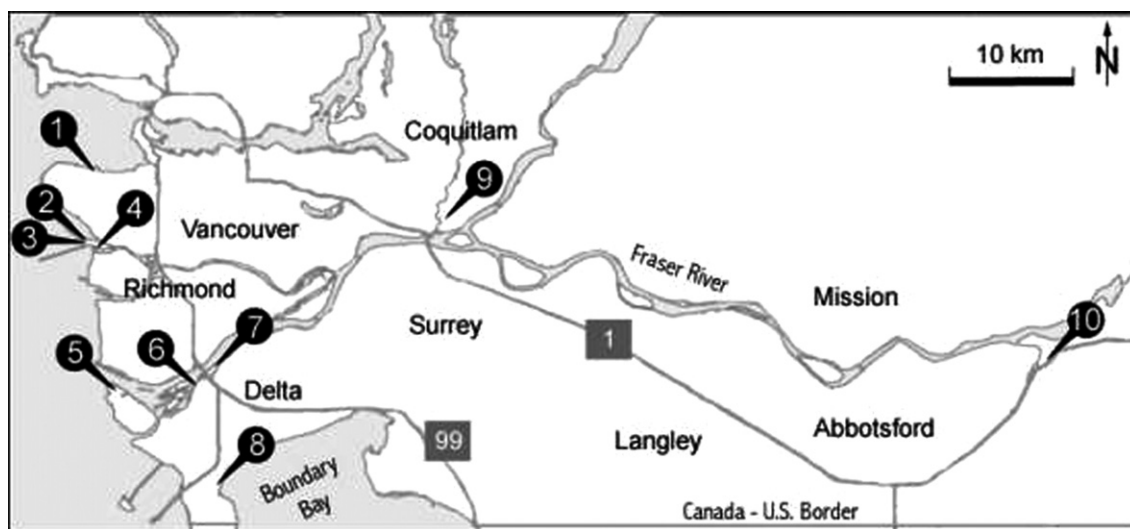 10 km
N
Coquitlam
1
9
2
4
3
Vancouver
Fraser River
Richmond
Mission
10
7
Surrey
1
6
5
Delta
Abbotsford
99
Langley
8
Boundary
Bay
Canada - U.S. Border